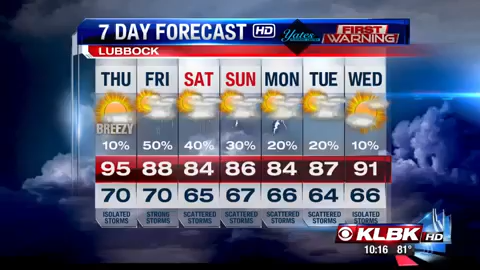 7 DAY FORECAST HD Yates FIRST WARNING
LUBBOCK
THU FRI SAT SUN MON TUE WED
BREEZY
10% 50% 40% 30% 20% 20% 10%
95 88 84 86 84 87 91
70 70 65 67 66 64 66
ISOLATED STORMS STRONG STORMS SCATTERED STORMS SCATTERED STORMS SCATTERED STORMS SCATTERED STORMS ISOLATED STORMS
KLBK HD
10:16 81°